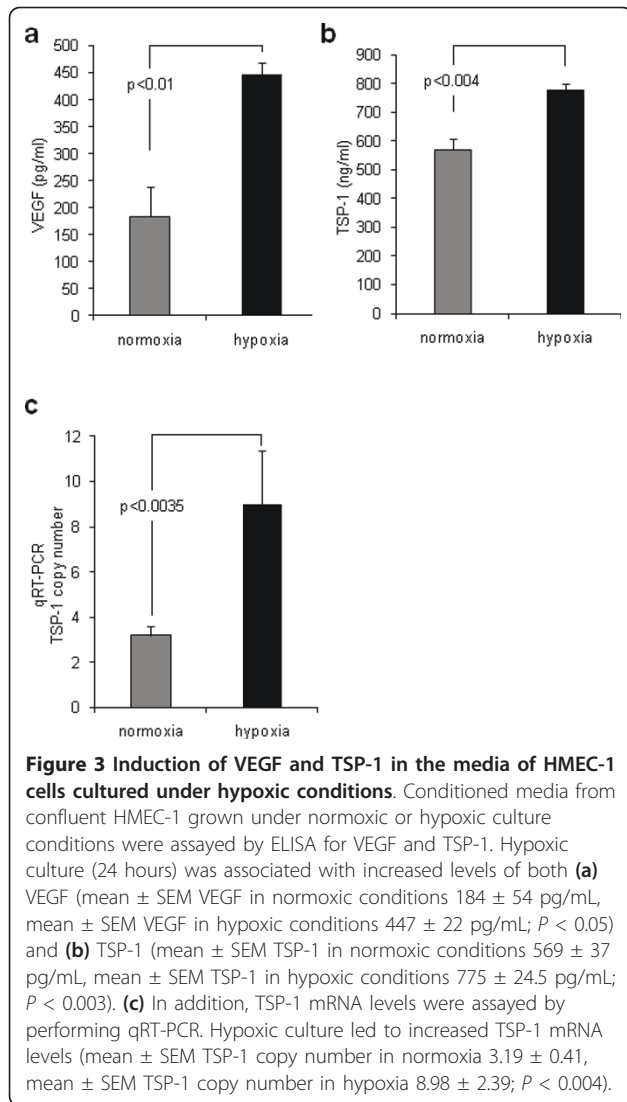 a
500
450
400
350
300
250
200
150
100
50
0
VEGF (pg/ml)
p<0.01
normoxia hypoxia
b
900
800
700
600
500
400
300
200
100
0
TSP-1 (ng/ml)
p<0.004
normoxia hypoxia
c
12
10
8
6
4
2
0
qRT-PCR
TSP-1 copy number
p<0.0035
normoxia hypoxia
Figure 3 Induction of VEGF and TSP-1 in the media of HMEC-1
cells cultured under hypoxic conditions. Conditioned media from
confluent HMEC-1 grown under normoxic or hypoxic culture
conditions were assayed by ELISA for VEGF and TSP-1. Hypoxic
culture (24 hours) was associated with increased levels of both (a)
VEGF (mean ± SEM VEGF in normoxic conditions 184 ± 54 pg/mL,
mean ± SEM VEGF in hypoxic conditions 447 ± 22 pg/mL; P < 0.05)
and (b) TSP-1 (mean ± SEM TSP-1 in normoxic conditions 569 ± 37
pg/mL, mean ± SEM TSP-1 in hypoxic conditions 775 ± 24.5 pg/mL;
P < 0.003). (c) In addition, TSP-1 mRNA levels were assayed by
performing qRT-PCR. Hypoxic culture led to increased TSP-1 mRNA
levels (mean ± SEM TSP-1 copy number in normoxia 3.19 ± 0.41,
mean ± SEM TSP-1 copy number in hypoxia 8.98 ± 2.39; P < 0.004).